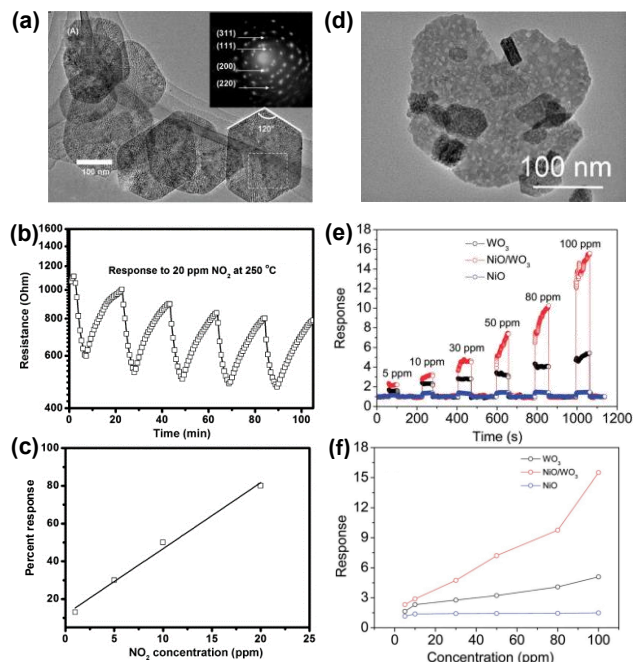 (a)
(A)
(311)
(111)
(200)
(220)
120°
100 nm
(b)
1600
1200
1000
800
600
400
Resistance (Ohm)
Response to 20 ppm NO2 at 250 °C
0 20 40 60 80 100
Time (min)
(c)
100
80
60
40
20
0
Percent response
0 5 10 15 20 25
NO2 concentration (ppm)
(d)
100 nm
(e)
18
16
14
12
10
8
6
4
2
0
Response
WO3
NiO/WO3
NiO
5 ppm
10 ppm
30 ppm
50 ppm
80 ppm
100 ppm
0 200 400 600 800 1000 1200
Time (s)
(f)
18
15
12
9
6
3
0
Response
WO3
NiO/WO3
NiO
0 20 40 60 80 100
Concentration (ppm)